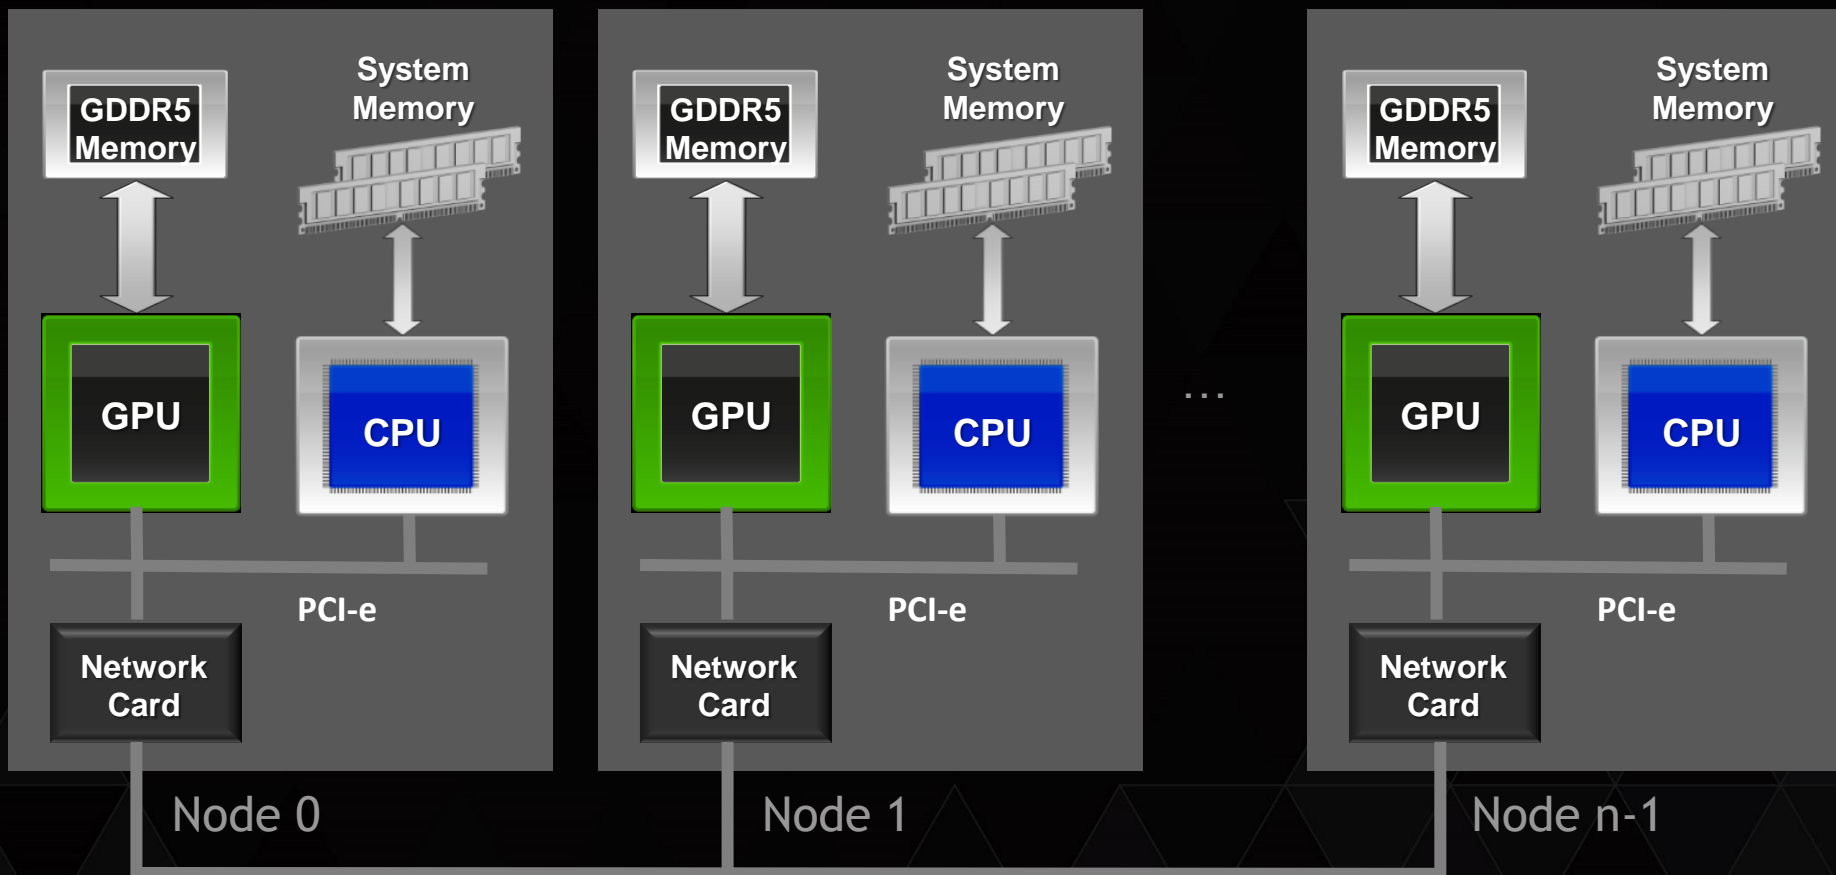 GDDR5
Memory
System
Memory
GPU
CPU
PCI-e
Network
Card
Node 0
GDDR5
Memory
System
Memory
GPU
CPU
PCI-e
Network
Card
Node 1
...
GDDR5
Memory
System
Memory
GPU
CPU
PCI-e
Network
Card
Node n-1